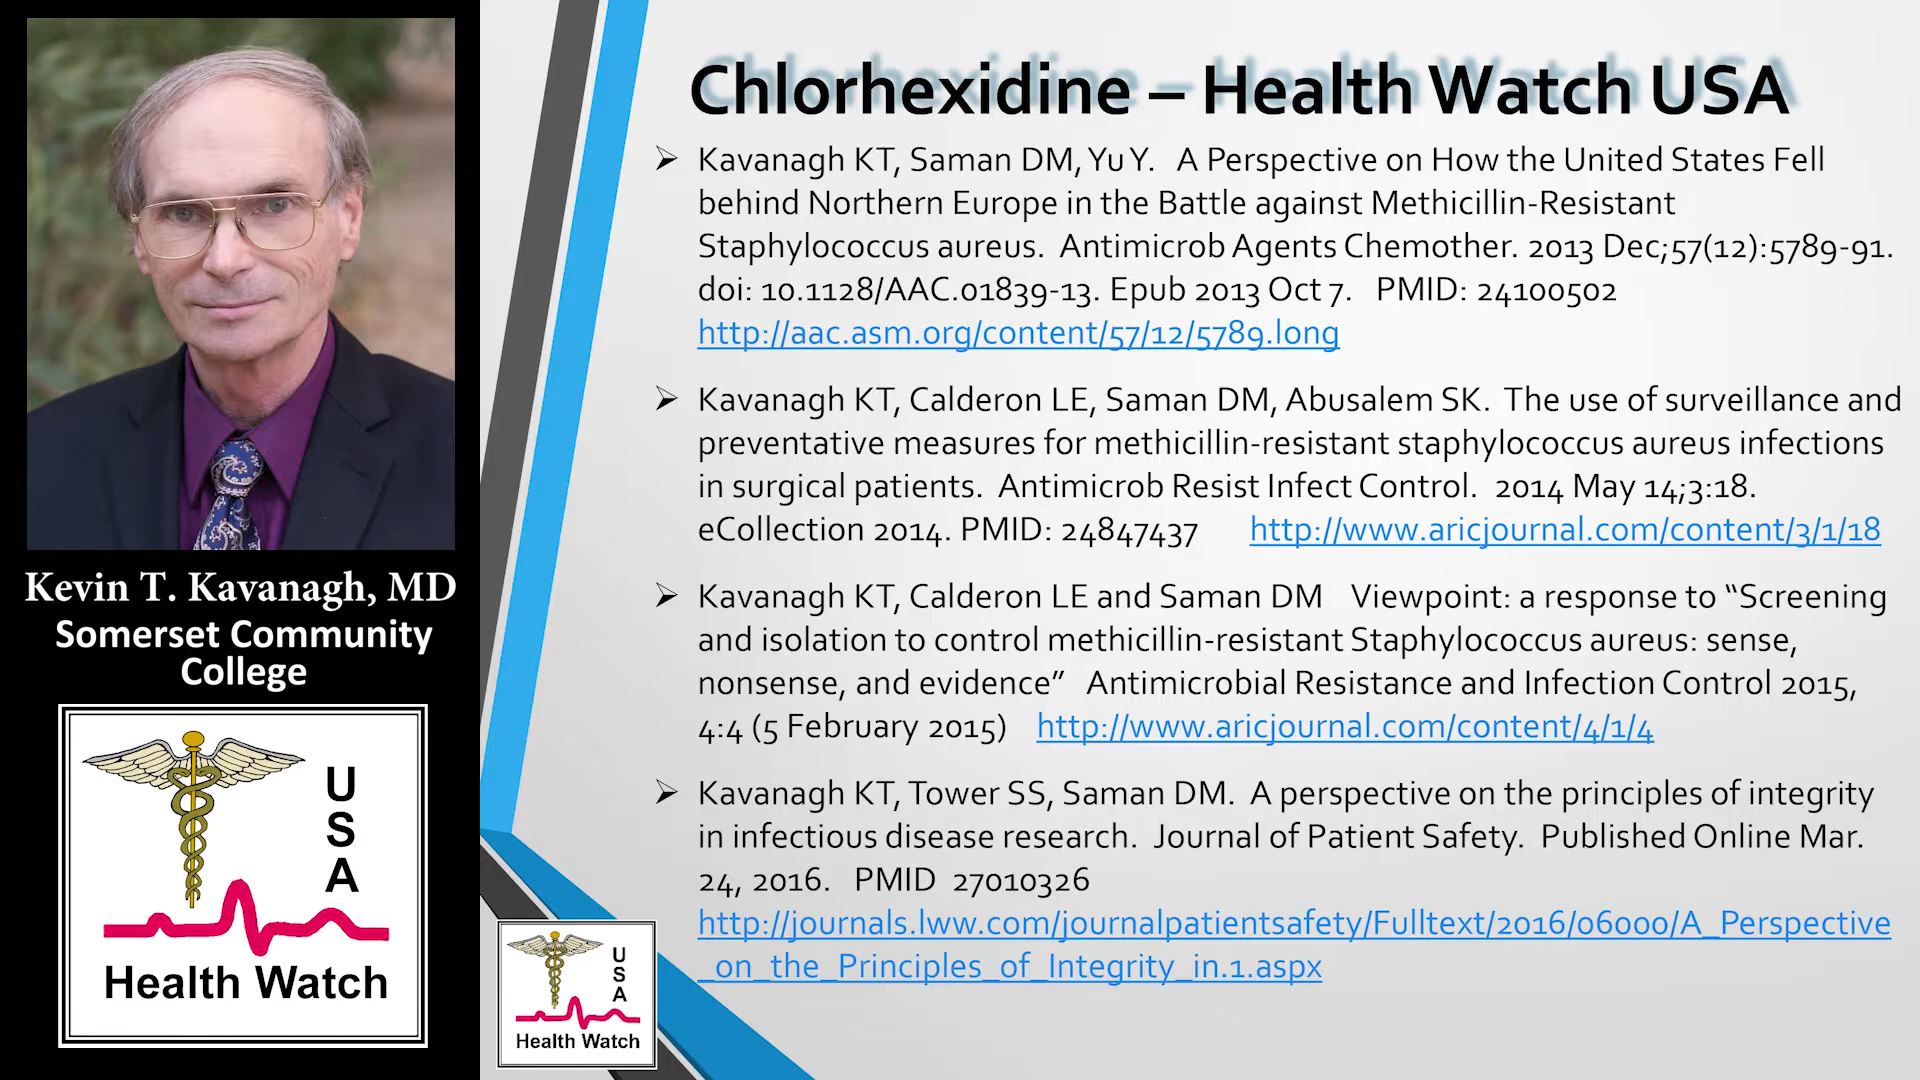 Chlorhexidine – Health Watch USA
➢ Kavanagh KT, Saman DM, Yu Y. A Perspective on How the United States Fell
behind Northern Europe in the Battle against Methicillin-Resistant
Staphylococcus aureus. Antimicrob Agents Chemother. 2013 Dec;57(12):5789-91.
doi: 10.1128/AAC.01839-13. Epub 2013 Oct 7. PMID: 24100502
http://aac.asm.org/content/57/12/5789.long
➢ Kavanagh KT, Calderon LE, Saman DM, Abusalem SK. The use of surveillance and
preventative measures for methicillin-resistant staphylococcus aureus infections
in surgical patients. Antimicrob Resist Infect Control. 2014 May 14;3:18.
eCollection 2014. PMID: 24847437 http://www.aricjournal.com/content/3/1/18
➢ Kavanagh KT, Calderon LE and Saman DM Viewpoint: a response to “Screening
and isolation to control methicillin-resistant Staphylococcus aureus: sense,
nonsense, and evidence” Antimicrobial Resistance and Infection Control 2015,
4:4 (5 February 2015) http://www.aricjournal.com/content/4/1/4
➢ Kavanagh KT, Tower SS, Saman DM. A perspective on the principles of integrity
in infectious disease research. Journal of Patient Safety. Published Online Mar.
24, 2016. PMID 27010326
http://journals.lww.com/journalpatientsafety/Fulltext/2016/06000/A_Perspective
_on_the_Principles_of_Integrity_in.1.aspx
Kevin T. Kavanagh, MD
Somerset Community
College
U
S
A
Health Watch
U
S
A
Health Watch